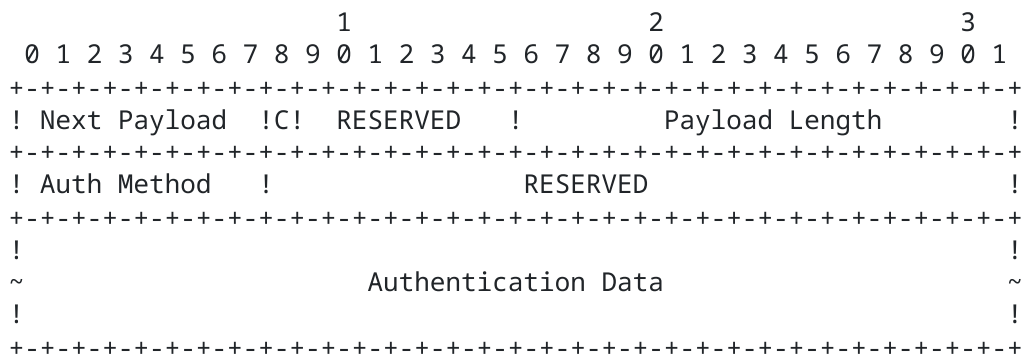 1                   2                   3
 0 1 2 3 4 5 6 7 8 9 0 1 2 3 4 5 6 7 8 9 0 1 2 3 4 5 6 7 8 9 0 1
+-+-+-+-+-+-+-+-+-+-+-+-+-+-+-+-+-+-+-+-+-+-+-+-+-+-+-+-+-+-+-+-+
! Next Payload  !C!  RESERVED   !         Payload Length        !
+-+-+-+-+-+-+-+-+-+-+-+-+-+-+-+-+-+-+-+-+-+-+-+-+-+-+-+-+-+-+-+-+
! Auth Method   !                RESERVED                       !
+-+-+-+-+-+-+-+-+-+-+-+-+-+-+-+-+-+-+-+-+-+-+-+-+-+-+-+-+-+-+-+-+
!                                                               !
~                      Authentication Data                      ~
!                                                               !
+-+-+-+-+-+-+-+-+-+-+-+-+-+-+-+-+-+-+-+-+-+-+-+-+-+-+-+-+-+-+-+-+